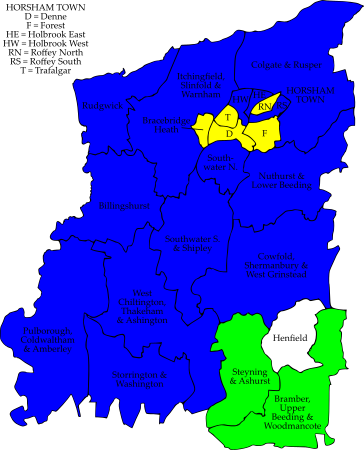 HORSHAM TOWN
D = Denne
F = Forest
HE = Holbrook East
HW = Holbrook West
RN = Roffey North
RS = Roffey South
T = Trafalgar
Itchingfield,
Slinfold &
Warnham
Colgate & Rusper
Rudgwick
HW
HE
RN
RS
HORSHAM
TOWN
Broadbridge
Heath
T
D
F
South-
water N
Nuthurst &
Lower Beeding
Billingshurst
Southwater S
& Shipley
Cowfold,
Shermanbury &
West Grinstead
West
Chiltington,
Thakeham
& Ashington
Pulborough,
Coldwaltham
& Amberley
Henfield
Steyning
& Ashurst
Storrington &
Washington
Bramber,
Upper
Beeding &
Woodmancote